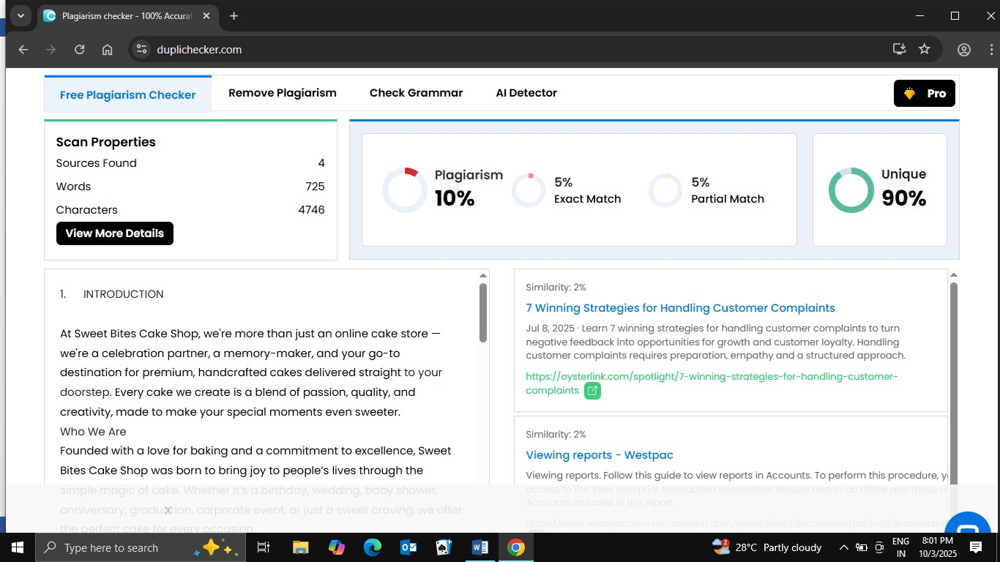 Plagiarism checker - 100% Accurat
duplichecker.com
Free Plagiarism Checker
Remove Plagiarism
Check Grammar
AI Detector
Pro
Scan Properties
Sources Found 4
Words 725
Characters 4746
View More Details
Plagiarism
10%
5%
Exact Match
5%
Partial Match
Unique
90%
1. INTRODUCTION
At Sweet Bites Cake Shop, we're more than just an online cake store —
we're a celebration partner, a memory-maker, and your go-to
destination for premium, handcrafted cakes delivered straight to your
doorstep. Every cake we create is a blend of passion, quality, and
creativity, made to make your special moments even sweeter.
Who We Are
Founded with a love for baking and a commitment to excellence, Sweet
Bites Cake Shop was born to bring joy to people’s lives through the
simple magic of cake. Whether it's a birthday, wedding, baby shower,
anniversary, graduation, corporate event, or just a sweet craving, we offer
the perfect cake for every occasion.
X
Similarity: 2%
7 Winning Strategies for Handling Customer Complaints
Jul 8, 2025 · Learn 7 winning strategies for handling customer complaints to turn
negative feedback into opportunities for growth and customer loyalty. Handling
customer complaints requires preparation, empathy and a structured approach.
https://oysterlink.com/spotlight/7-winning-strategies-for-handling-customer-
complaints
Similarity: 2%
Viewing reports - Westpac
Viewing reports. Follow this guide to view reports in Accounts. To perform this procedure, y
access to the View and print transaction information feature and to an Office and those G
Accounts included in the report.
https://www.westpac.com.au/content/dam/public/wbc/documents/pdf/col/accountsre
Type here to search
2
28°C Partly cloudy
ENG
IN
8:01 PM
10/3/2025